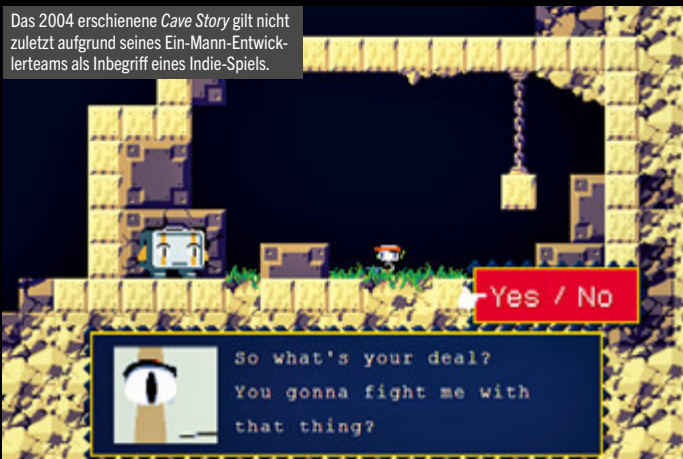 Das 2004 erschienene Cave Story gilt nicht
zuletzt aufgrund seines Ein-Mann-Entwick-
lerteams als Inbegriff eines Indie-Spiels.
Yes / No
So what's your deal?
You gonna fight me with
that thing?